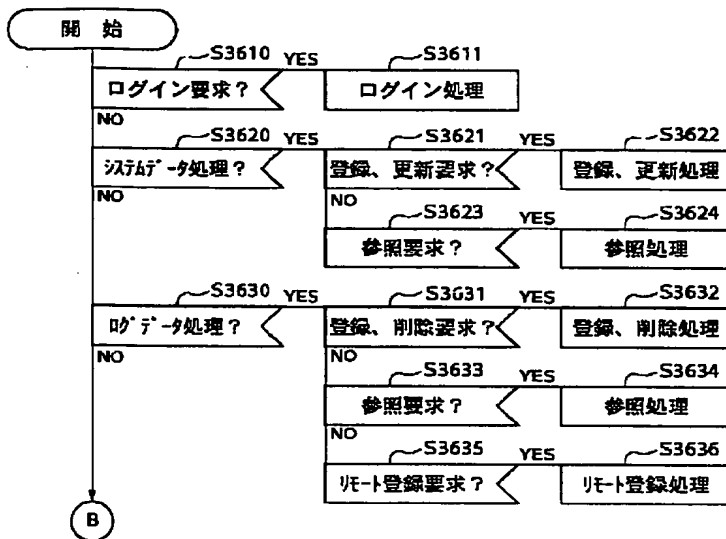 開 始
S3610 YES S3611
ログイン要求? ログイン処理
NO
S3620 YES S3621 YES S3622
システムデータ処理? 登録、更新要求? 登録、更新処理
NO NO
S3623 YES S3624
参照要求? 参照処理
S3630 YES S3631 YES S3632
ログデータ処理? 登録、削除要求? 登録、削除処理
NO NO
S3633 YES S3634
参照要求? 参照処理
NO
S3635 YES S3636
リモート登録要求? リモート登録処理
B